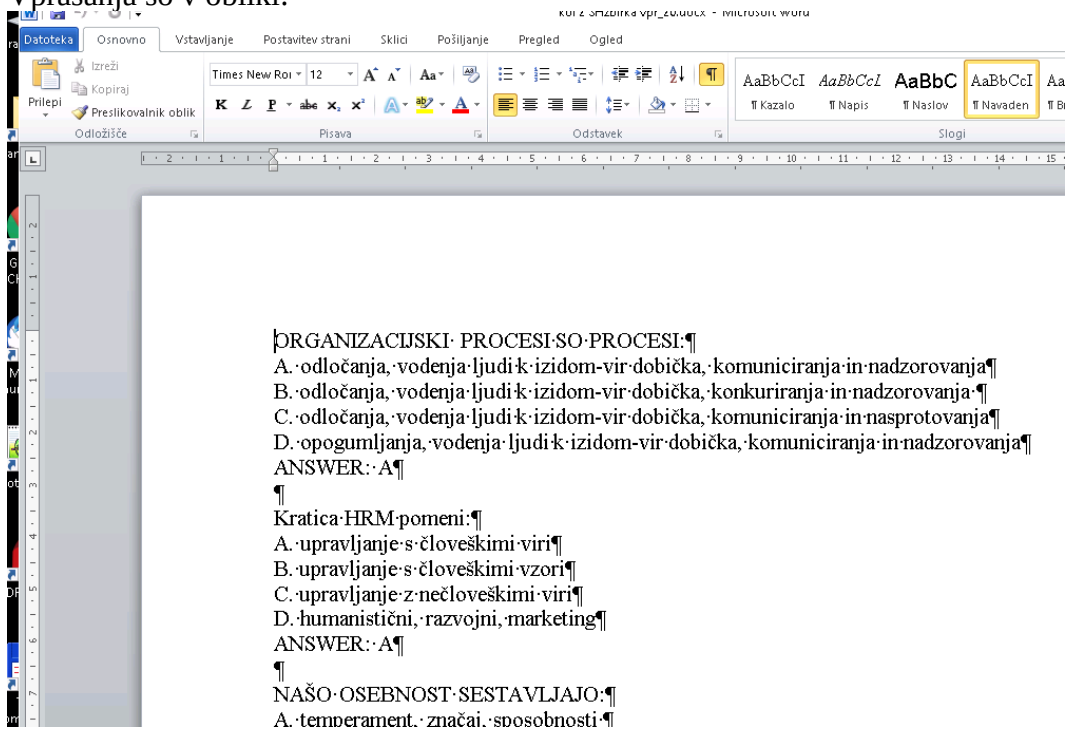 Vprašanja so v obliki:
Datoteka Osnovno Vstavljanje Postavitev strani Sklici Pošiljanje Pregled Ogled
Prilepi
Izreži
Kopiraj
Preslikovalnik oblik
Odložišče
Times New Roi 12
Pisava
Odstavek
AaBbCcI AaBbCcI AaBbC AaBbCcI
¶ Kazalo ¶ Napis ¶ Naslov ¶ Navaden
Slogi
ORGANIZACIJSKI· PROCESI·SO·PROCESI:¶
A.·odločanja,·vodenja·ljudi·k·izidom-vir·dobička,·komuniciranja·in·nadzorovanja¶
B.·odločanja,·vodenja·ljudi·k·izidom-vir·dobička,·konkuriranja·in·nadzorovanja·¶
C.·odločanja,·vodenja·ljudi·k·izidom-vir·dobička,·komuniciranja·in·nasprotovanja¶
D.·opogumljanja,·vodenja·ljudi·k·izidom-vir·dobička,·komuniciranja·in·nadzorovanja¶
ANSWER:·A¶
¶
Kratica·HRM·pomeni:¶
A.·upravljanje·s·človeškimi·viri¶
B.·upravljanje·s·človeškimi·vzori¶
C.·upravljanje·z·nečloveškimi·viri¶
D.·humanistični,·razvojni,·marketing¶
ANSWER:·A¶
¶
NAŠO·OSEBNOST·SESTAVLJAJO:¶
A.·temperament,·značaj,·sposobnosti·¶